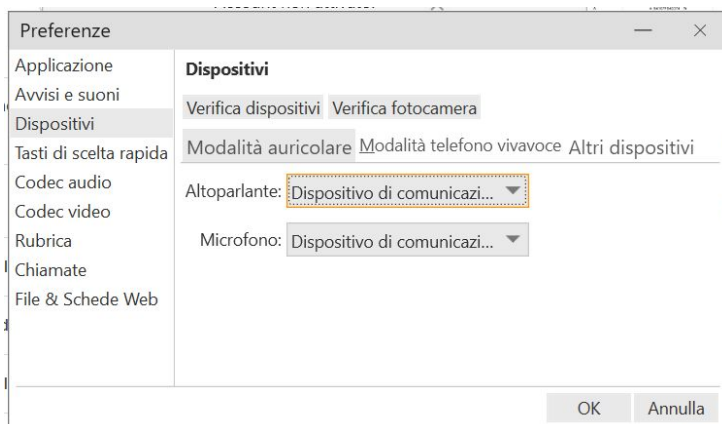 Preferenze
Applicazione
Avvisi e suoni
Dispositivi
Tasti di scelta rapida
Codec audio
Codec video
Rubrica
Chiamate
File & Schede Web
Dispositivi
Verifica dispositivi Verifica fotocamera
Modalità auricolare Modalità telefono vivavoce Altri dispositivi
Altoparlante: Dispositivo di comunicazi...
Microfono: Dispositivo di comunicazi...
OK Annulla